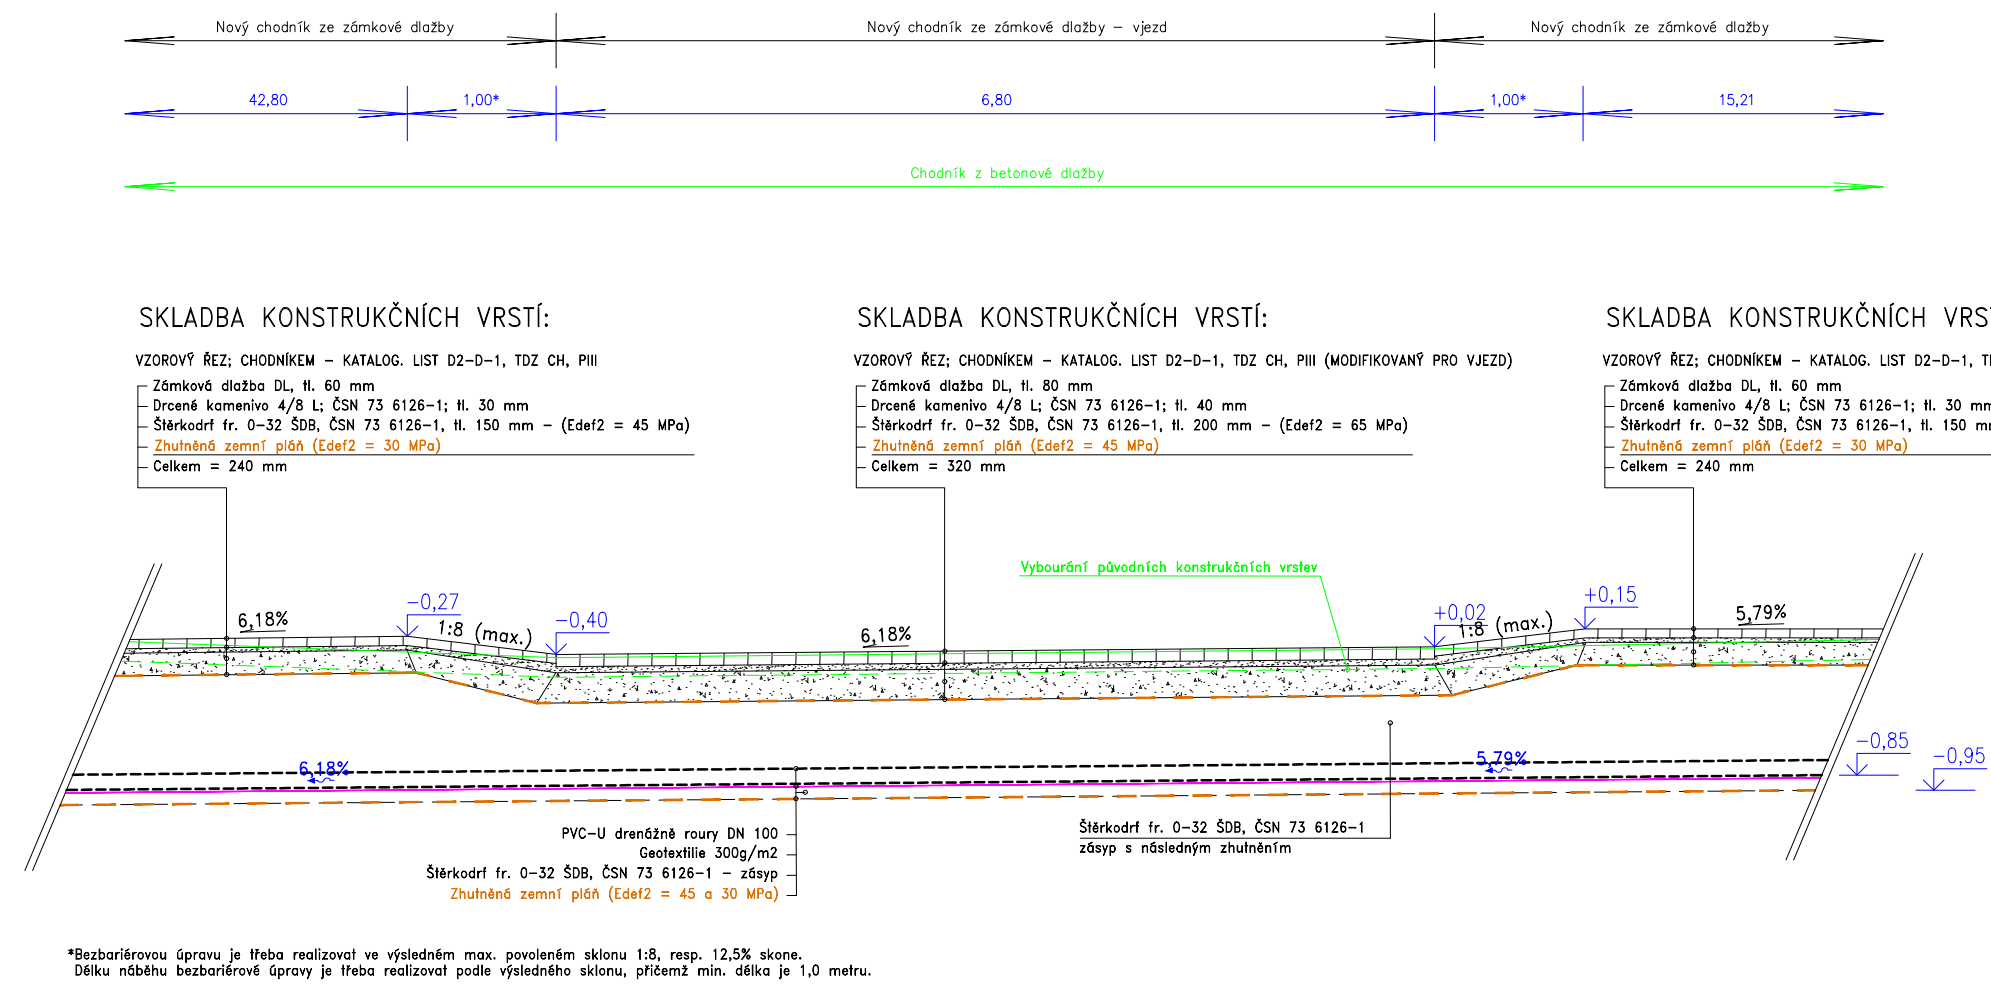 Nový chodník ze zámkové dlažby
Nový chodník ze zámkové dlažby – vjezd
Nový chodník ze zámkové dlažby
42,80
1,00*
6,80
1,00*
15,21
Chodník z betonové dlažby
SKLADBA KONSTRUKČNÍCH VRSTÍ:
VZOROVÝ ŘEZ; CHODNÍKEM – KATALOG. LIST D2–D–1, TDZ CH, PIII
Zámková dlažba DL, tl. 60 mm
Drcené kamenivo 4/8 L; ČSN 73 6126–1; tl. 30 mm
Štěrkodrť fr. 0–32 ŠDB, ČSN 73 6126–1, tl. 150 mm – (Edef2 = 45 MPa)
Zhutněná zemní pláň (Edef2 = 30 MPa)
Celkem = 240 mm
SKLADBA KONSTRUKČNÍCH VRSTÍ:
VZOROVÝ ŘEZ; CHODNÍKEM – KATALOG. LIST D2–D–1, TDZ CH, PIII (MODIFIKOVANÝ PRO VJEZD)
Zámková dlažba DL, tl. 80 mm
Drcené kamenivo 4/8 L; ČSN 73 6126–1; tl. 40 mm
Štěrkodrť fr. 0–32 ŠDB, ČSN 73 6126–1, tl. 200 mm – (Edef2 = 65 MPa)
Zhutněná zemní pláň (Edef2 = 45 MPa)
Celkem = 320 mm
SKLADBA KONSTRUKČNÍCH
VZOROVÝ ŘEZ; CHODNÍKEM – KATALOG. LIST D2–D–1,
Zámková dlažba DL, tl. 60 mm
Drcené kamenivo 4/8 L; ČSN 73 6126–1; tl. 30 mm
Štěrkodrť fr. 0–32 ŠDB, ČSN 73 6126–1, tl. 150
Zhutněná zemní pláň (Edef2 = 30 MPa)
Celkem = 240 mm
Vybourání původních konstrukčních vrstev
6,18%
–0,27
1:8 (max.)
–0,40
6,18%
+0,02
1:8 (max.)
+0,15
5,79%
6,18%
5,79%
–0,85
–0,95
PVC–U drenážně roury DN 100
Geotextilie 300g/m2
Štěrkodrť fr. 0–32 ŠDB, ČSN 73 6126–1 – zásyp
Zhutněná zemní pláň (Edef2 = 45 a 30 MPa)
Štěrkodrť fr. 0–32 ŠDB, ČSN 73 6126–1
zásyp s následným zhutněním
*Bezbariérovou úpravu je třeba realizovat ve výsledném max. povoleném sklonu 1:8, resp. 12,5% skone.
Délku náběhu bezbariérové úpravy je třeba realizovat podle výsledného sklonu, přičemž min. délka je 1,0 metru.